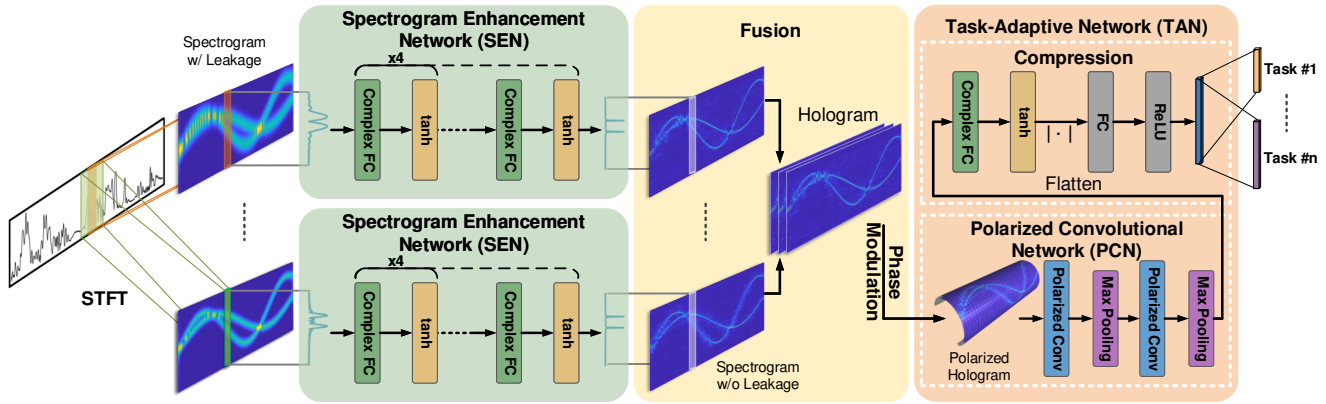 Spectrogram
w/ Leakage
STFT
Spectrogram Enhancement
Network (SEN)
x4
Complex FC
tanh
Complex FC
tanh
Spectrogram Enhancement
Network (SEN)
x4
Complex FC
tanh
Complex FC
tanh
Fusion
Hologram
Spectrogram
w/o Leakage
Phase
Modulation
Task-Adaptive Network (TAN)
Compression
Complex FC
tanh
| · |
FC
ReLU
Flatten
Task #1
Task #n
Polarized Convolutional
Network (PCN)
Polarized
Hologram
Polarized Conv
Max Pooling
Polarized Conv
Max Pooling